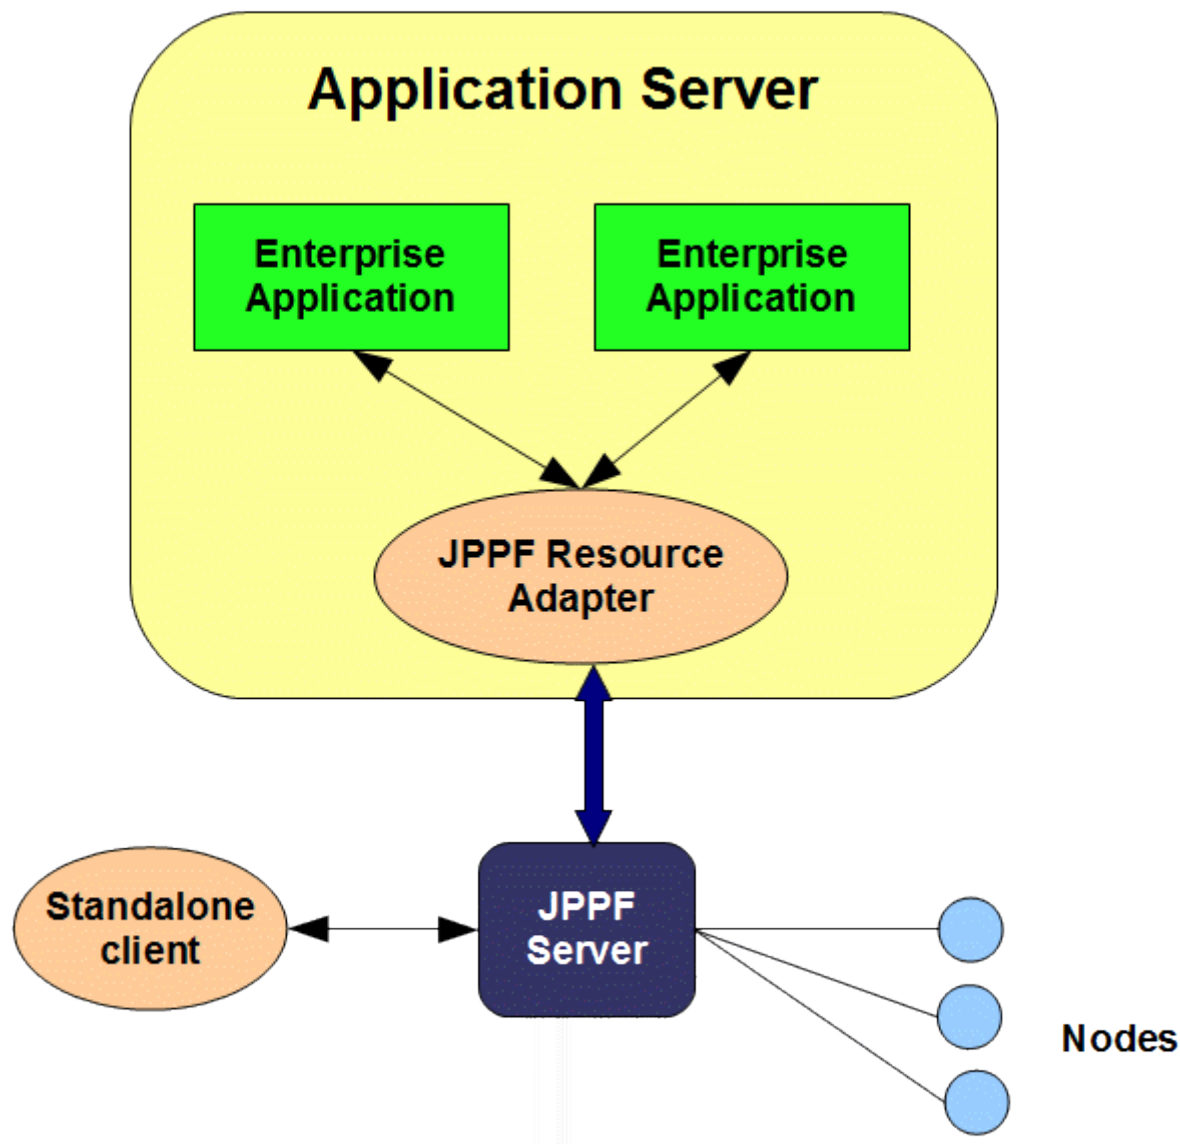 Application Server
Enterprise
Application
Enterprise
Application
JPPF Resource
Adapter
Standalone
client
JPPF
Server
Nodes